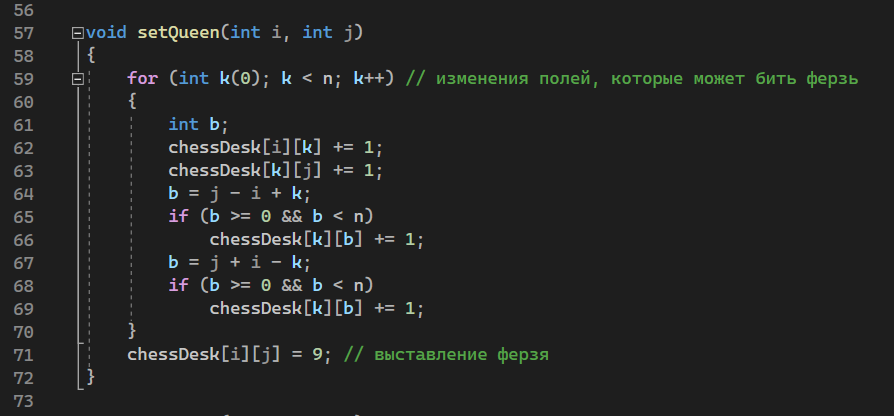 56
57 void setQueen(int i, int j)
58 {
59 for (int k(0); k < n; k++) // изменения полей, которые может бить ферзь
60 {
61 int b;
62 chessDesk[i][k] += 1;
63 chessDesk[k][j] += 1;
64 b = j - i + k;
65 if (b >= 0 && b < n)
66 chessDesk[k][b] += 1;
67 b = j + i - k;
68 if (b >= 0 && b < n)
69 chessDesk[k][b] += 1;
70 }
71 chessDesk[i][j] = 9; // выставление ферзя
72 }
73